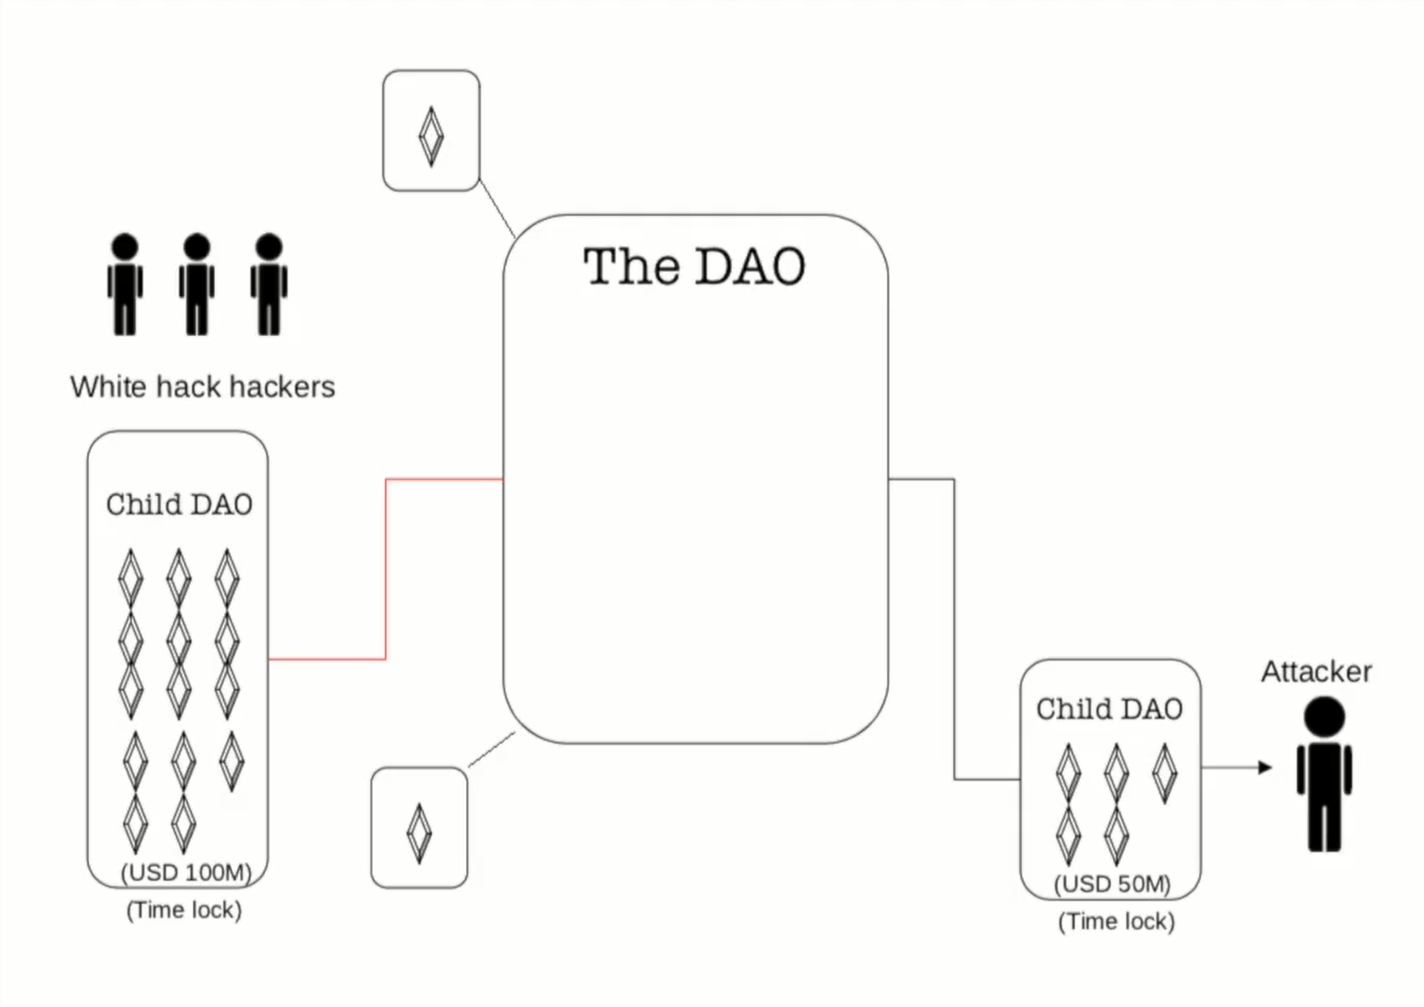 The DAO
White hack hackers
Child DAO
(USD 100M)
(Time lock)
Attacker
Child DAO
(USD 50M)
(Time lock)